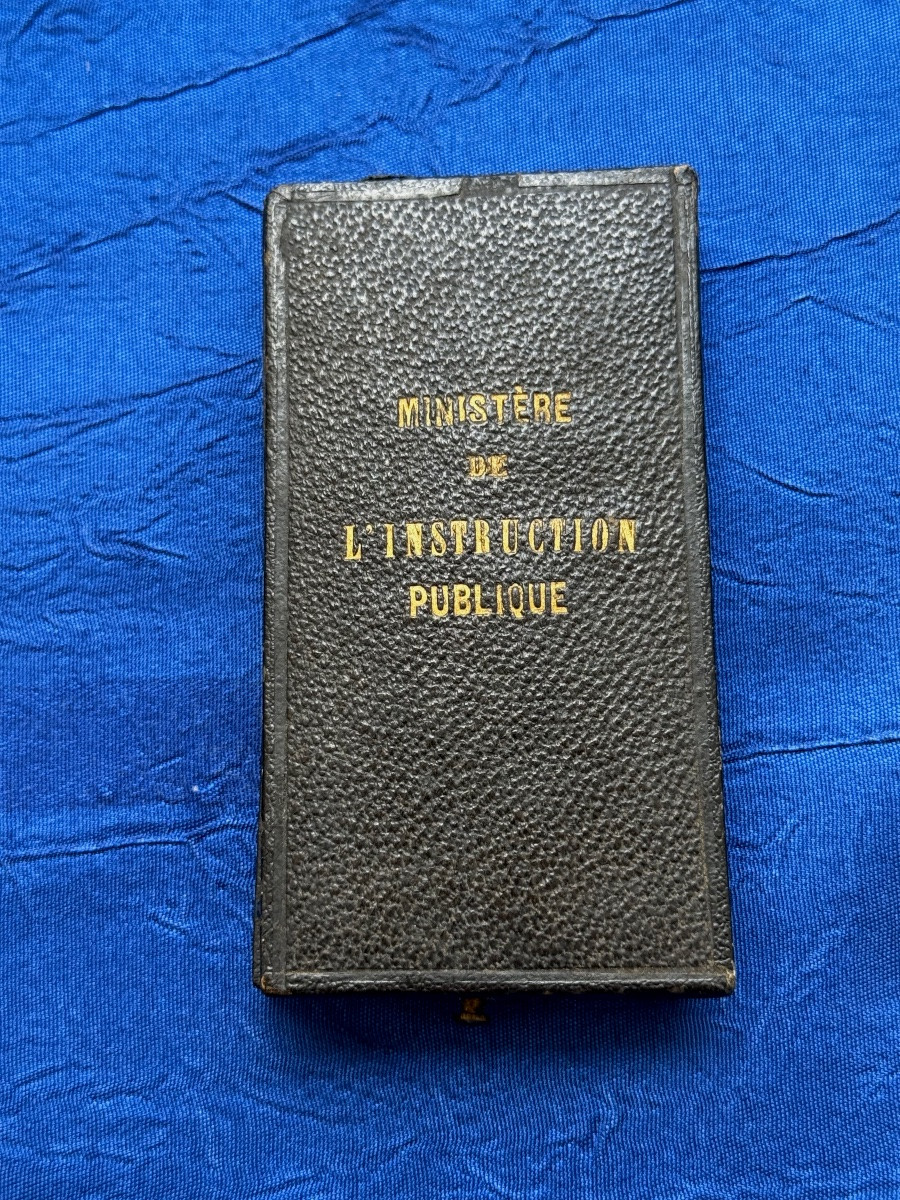 MINISTÈRE
DE
L'INSTRUCTION
PUBLIQUE